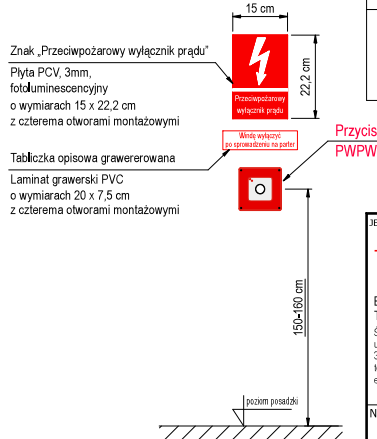 15 cm
Znak „Przeciwpożarowy wyłącznik prądu"
Płyta PCV, 3mm,
fotoluminescencyjny
o wymiarach 15 x 22,2 cm
z czterema otworami montażowymi
22,2 cm
Przeciwpożarowy
wyłącznik prądu
Windę wyłączyć
po sprowadzeniu na parter
Przycis
PWPW
Tabliczka opisowa grawererowana
Laminat grawerski PVC
o wymiarach 20 x 7,5 cm
z czterema otworami montażowymi
150-160 cm
poziom posadzki